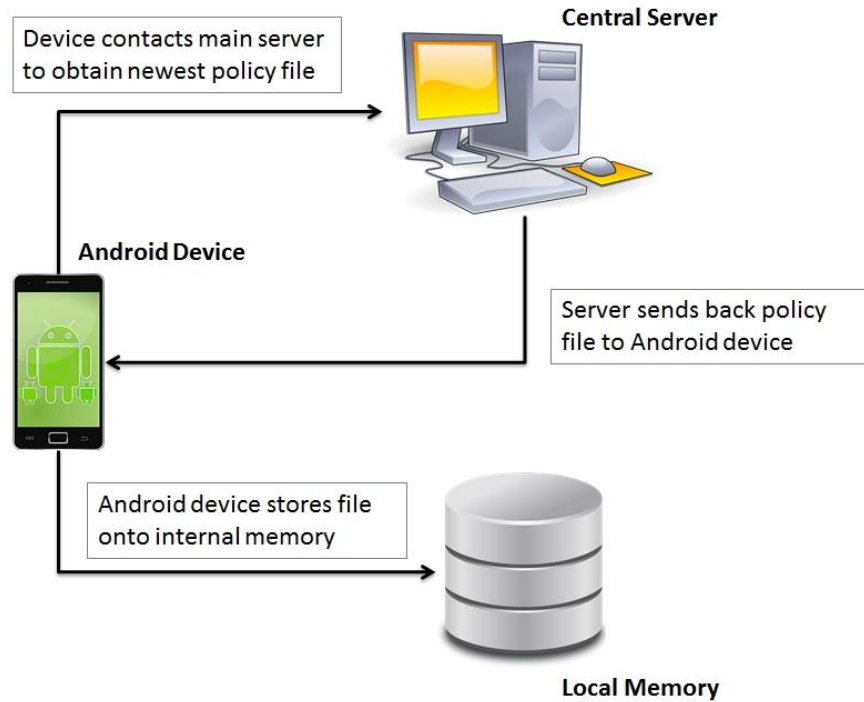 Central Server
Device contacts main server
to obtain newest policy file
Android Device
Server sends back policy
file to Android device
Android device stores file
onto internal memory
Local Memory